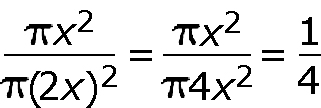 πx²/π(2x)² = πx²/π4x² = 1/4